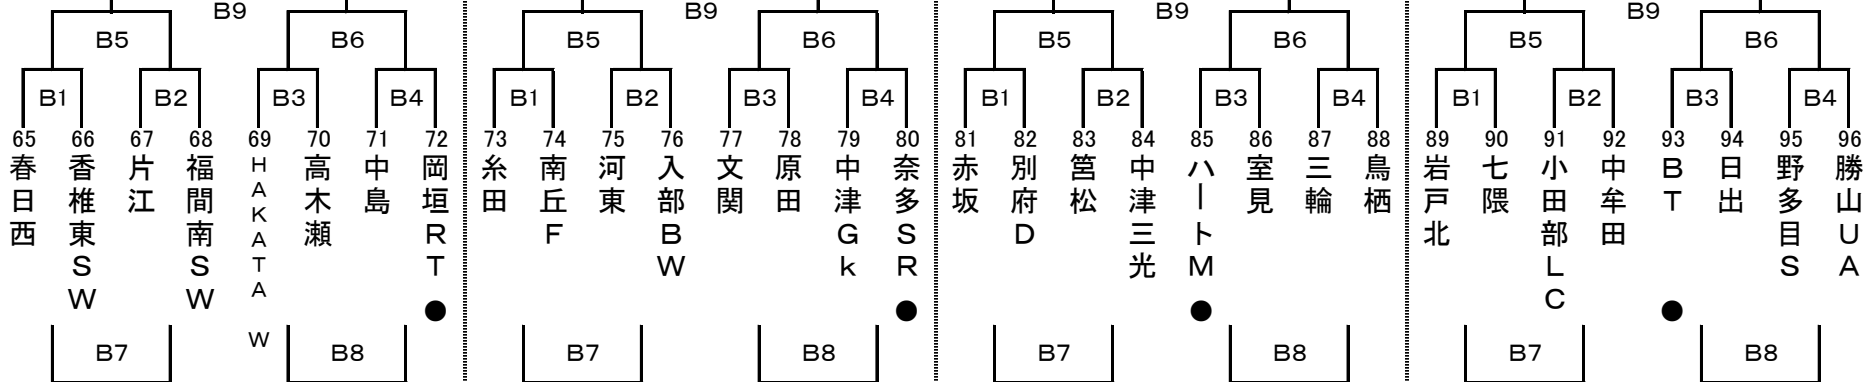 B9 B9 B9 B9
B5 B6 B5 B6 B5 B6 B5 B6
B1 B2 B3 B4 B1 B2 B3 B4 B1 B2 B3 B4 B1 B2 B3 B4
65 66 67 68 69 70 71 72 73 74 75 76 77 78 79 80 81 82 83 84 85 86 87 88 89 90 91 92 93 94 95 96
春日西
香椎東SW
片江
福間南SW
HAKATA W
高木瀬
中島
岡垣RT●
糸田
南丘F
河東
入部BW
文関
原田
中津Gk
奈多SR●
赤坂
別府D
筥松
中津三光
ハートM●
室見
三輪
鳥栖
岩戸北
七隈
小田部LC
中牟田
BT●
日出
野多目S
勝山UA
B7 B8 B7 B8 B7 B8 B7 B8